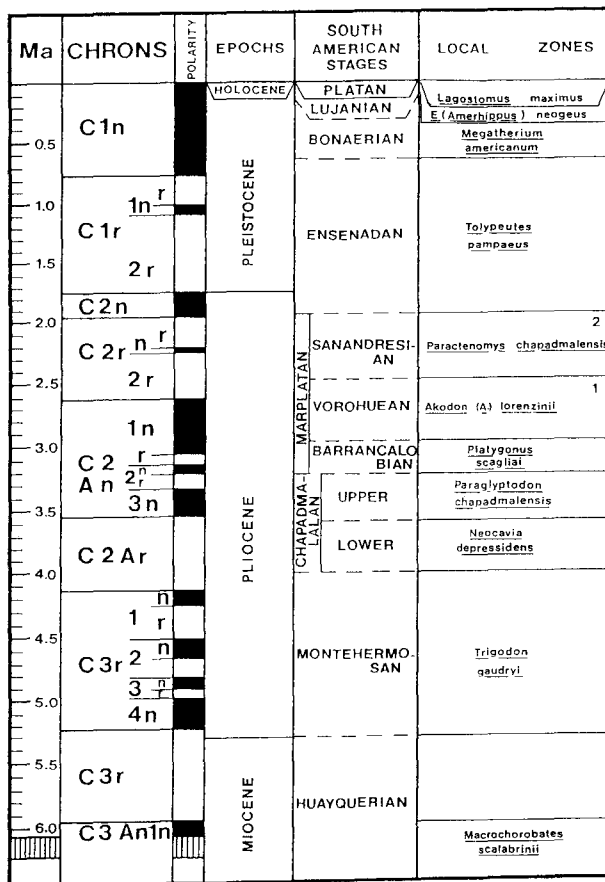 Ma
CHRONS
POLARITY
EPOCHS
SOUTH
AMERICAN
STAGES
LOCAL ZONES
0.5
1.0
1.5
2.0
2.5
3.0
3.5
4.0
4.5
5.0
5.5
6.0
C1n
C1r
r
1n
2r
C2n
C2r
r
n
2r
C2
An
1n
r
2n
r
3n
C2Ar
C3r
n
1 r
2 n
3 n
r
4n
C3r
C3 An1n
HOLOCENE
PLEISTOCENE
PLIOCENE
MIOCENE
PLATAN
LUJANIAN
BONAERIAN
ENSENADAN
MARPLATAN
SANANDRESI-
AN
VOROHUEAN
BARRANCALO
BIAN
CHAPADMA-
LALAN
UPPER
LOWER
MONTEHERMO-
SAN
HUAYQUERIAN
Lagostomus maximus
E(Amerhippus) neogeus
Megatherium
americanum
Tolypeutes
pampaeus
2
Paractenomys chapadmalensis
1
Akodon (A.) lorenzinii
Platygonus
scagliai
Paraglyptodon
chapadmalensis
Neocavia
depressidens
Trigodon
gaudryi
Macrochorobates
scalabrinii